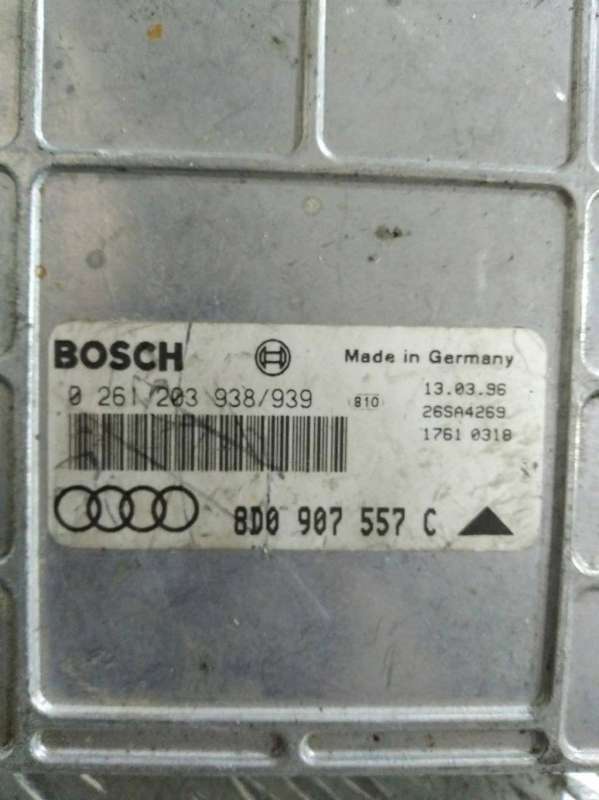 BOSCH Made in Germany
0 261 203 938/939 810 13.03.96
26SA4269
1761 0318
8D0 907 557 C